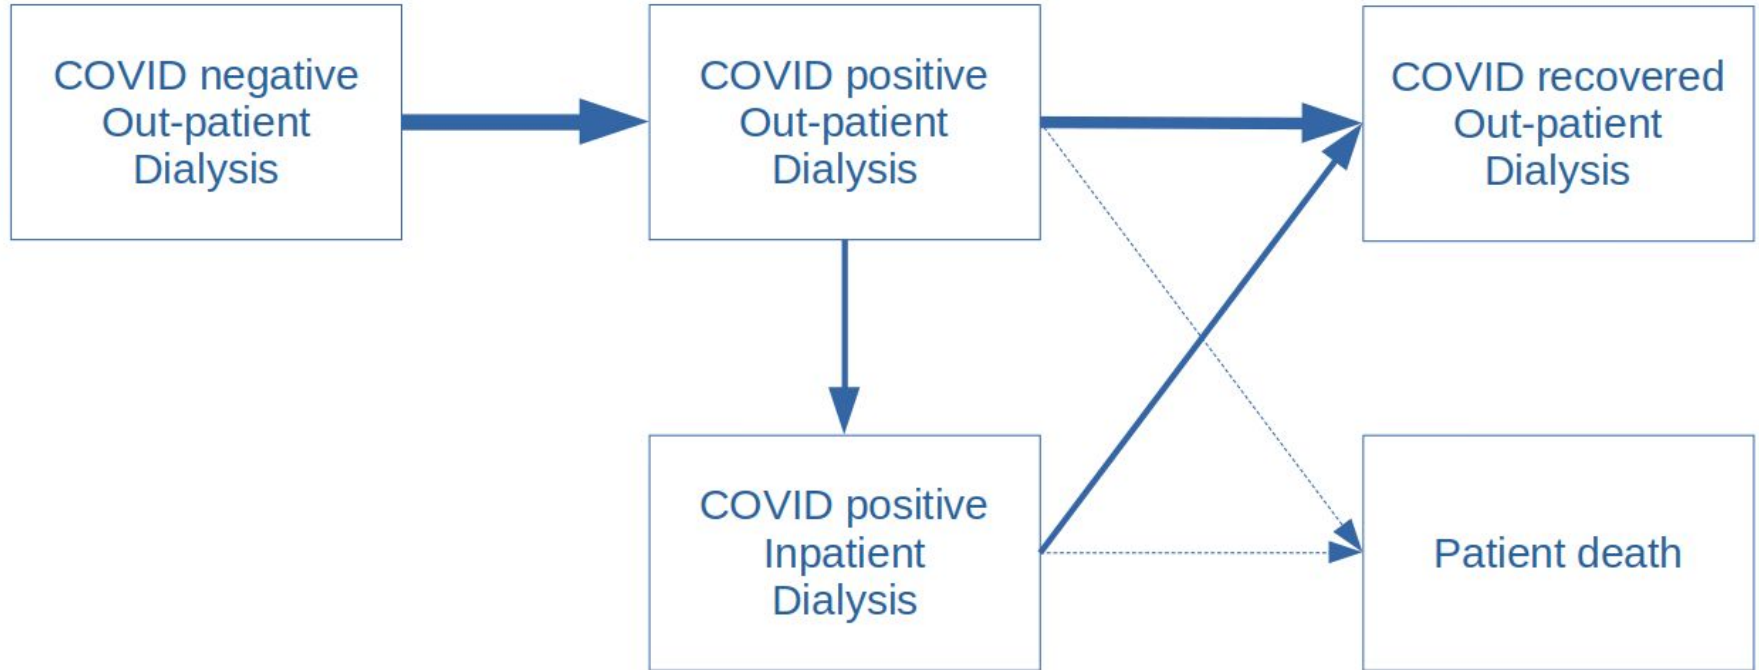 COVID negative
Out-patient
Dialysis
COVID positive
Out-patient
Dialysis
COVID recovered
Out-patient
Dialysis
COVID positive
Inpatient
Dialysis
Patient death